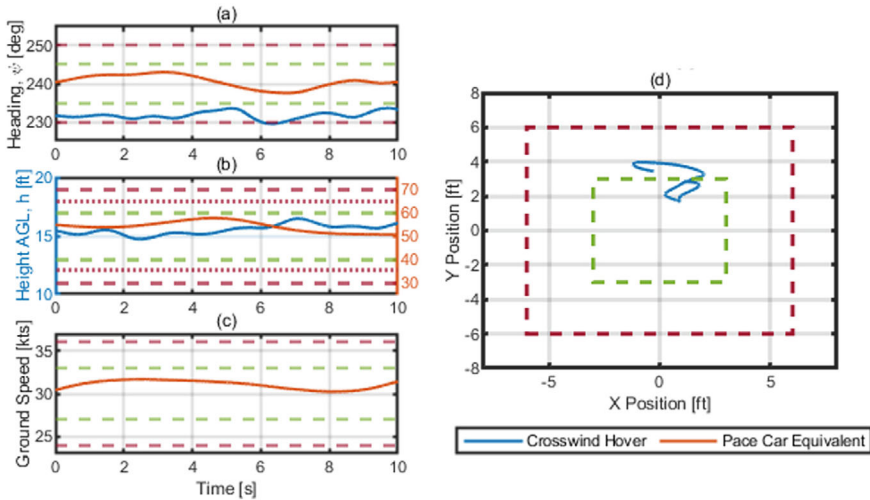 (a)
Heading, ψ [deg]
250
240
230
0 2 4 6 8 10
(b)
Height AGL, h [ft]
20
15
10
70
60
50
40
30
0 2 4 6 8 10
(c)
Ground Speed [kts]
35
30
25
0 2 4 6 8 10
Time [s]
(d)
Y Position [ft]
8
6
4
2
0
-2
-4
-6
-8
-5 0 5
X Position [ft]
Crosswind Hover Pace Car Equivalent